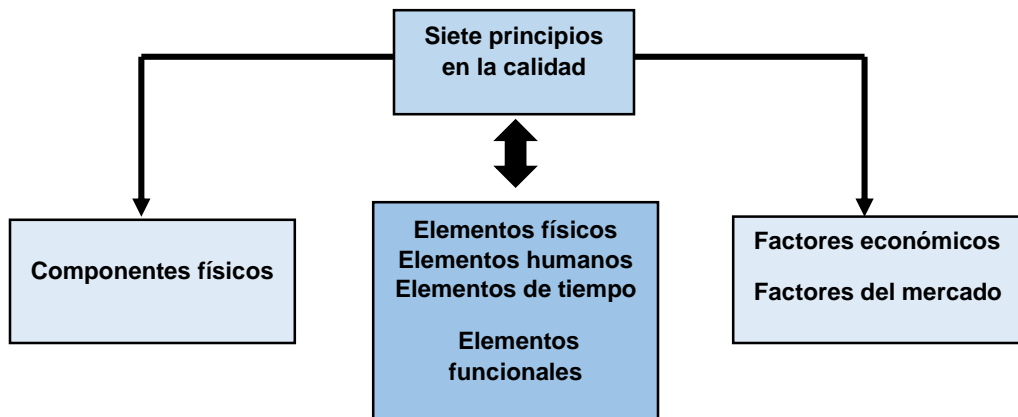 Siete principios
en la calidad
Componentes físicos
Elementos físicos
Elementos humanos
Elementos de tiempo
Elementos
funcionales
Factores económicos
Factores del mercado